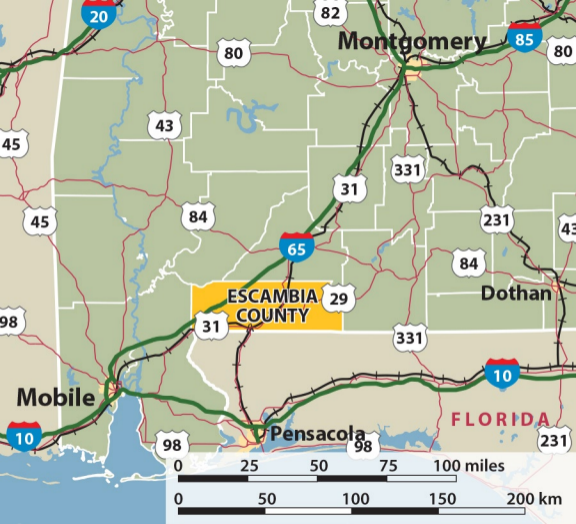 20
82
Montgomery
85
80
80
43
45
331
31
84
231
43
45
65
84
ESCAMBIA
COUNTY
29
Dothan
98
31
331
10
Mobile
FLORIDA
10
Pensacola
98
98
231
0 25 50 75 100 miles
0 50 100 150 200 km